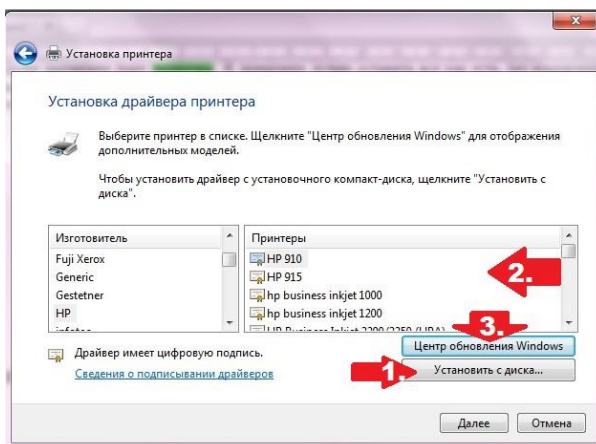 Установка принтера
Установка драйвера принтера
Выберите принтер в списке. Щелкните "Центр обновления Windows" для отображения
дополнительных моделей.
Чтобы установить драйвер с установочного компакт-диска, щелкните "Установить с
диска".
Изготовитель
Fuji Xerox
Generic
Gestetner
HP
Принтеры
HP 910
HP 915
hp business inkjet 1000
hp business inkjet 1200
2.
3.
Драйвер имеет цифровую подпись.
Сведения о подписывании драйверов
Центр обновления Windows
1.
Установить с диска...
Далее
Отмена